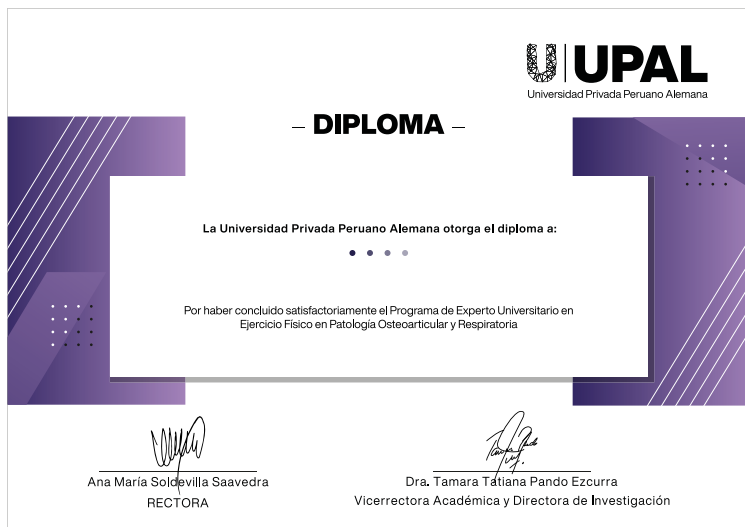 UPAL
Universidad Privada Peruano Alemana
– DIPLOMA –
La Universidad Privada Peruano Alemana otorga el diploma a:
Por haber concluido satisfactoriamente el Programa de Experto Universitario en
Ejercicio Físico en Patología Osteoarticular y Respiratoria
Ana María Soldevilla Saavedra
RECTORA
Dra. Tamara Tatiana Pando Ezcurra
Vicerrectora Académica y Directora de Investigación